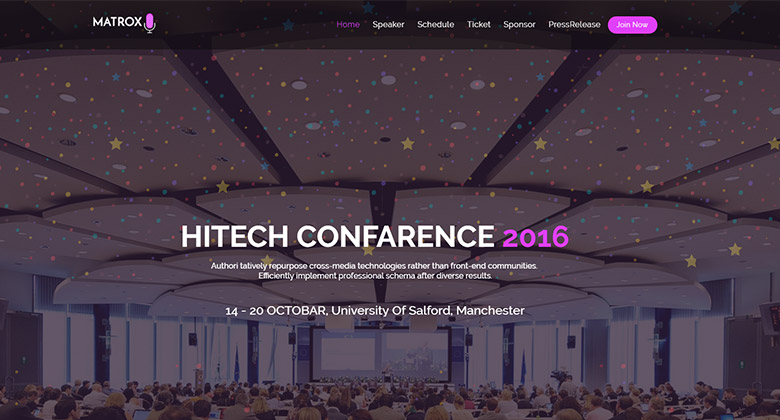 MATROX
Home Speaker Schedule Ticket Sponsor PressRelease Join Now
HITECH CONFARENCE 2016
Authori tatively repurpose cross-media technologies rather than front-end communities.
Efficiently implement professional schema after diverse results.
14 - 20 OCTOBAR, University Of Salford, Manchester